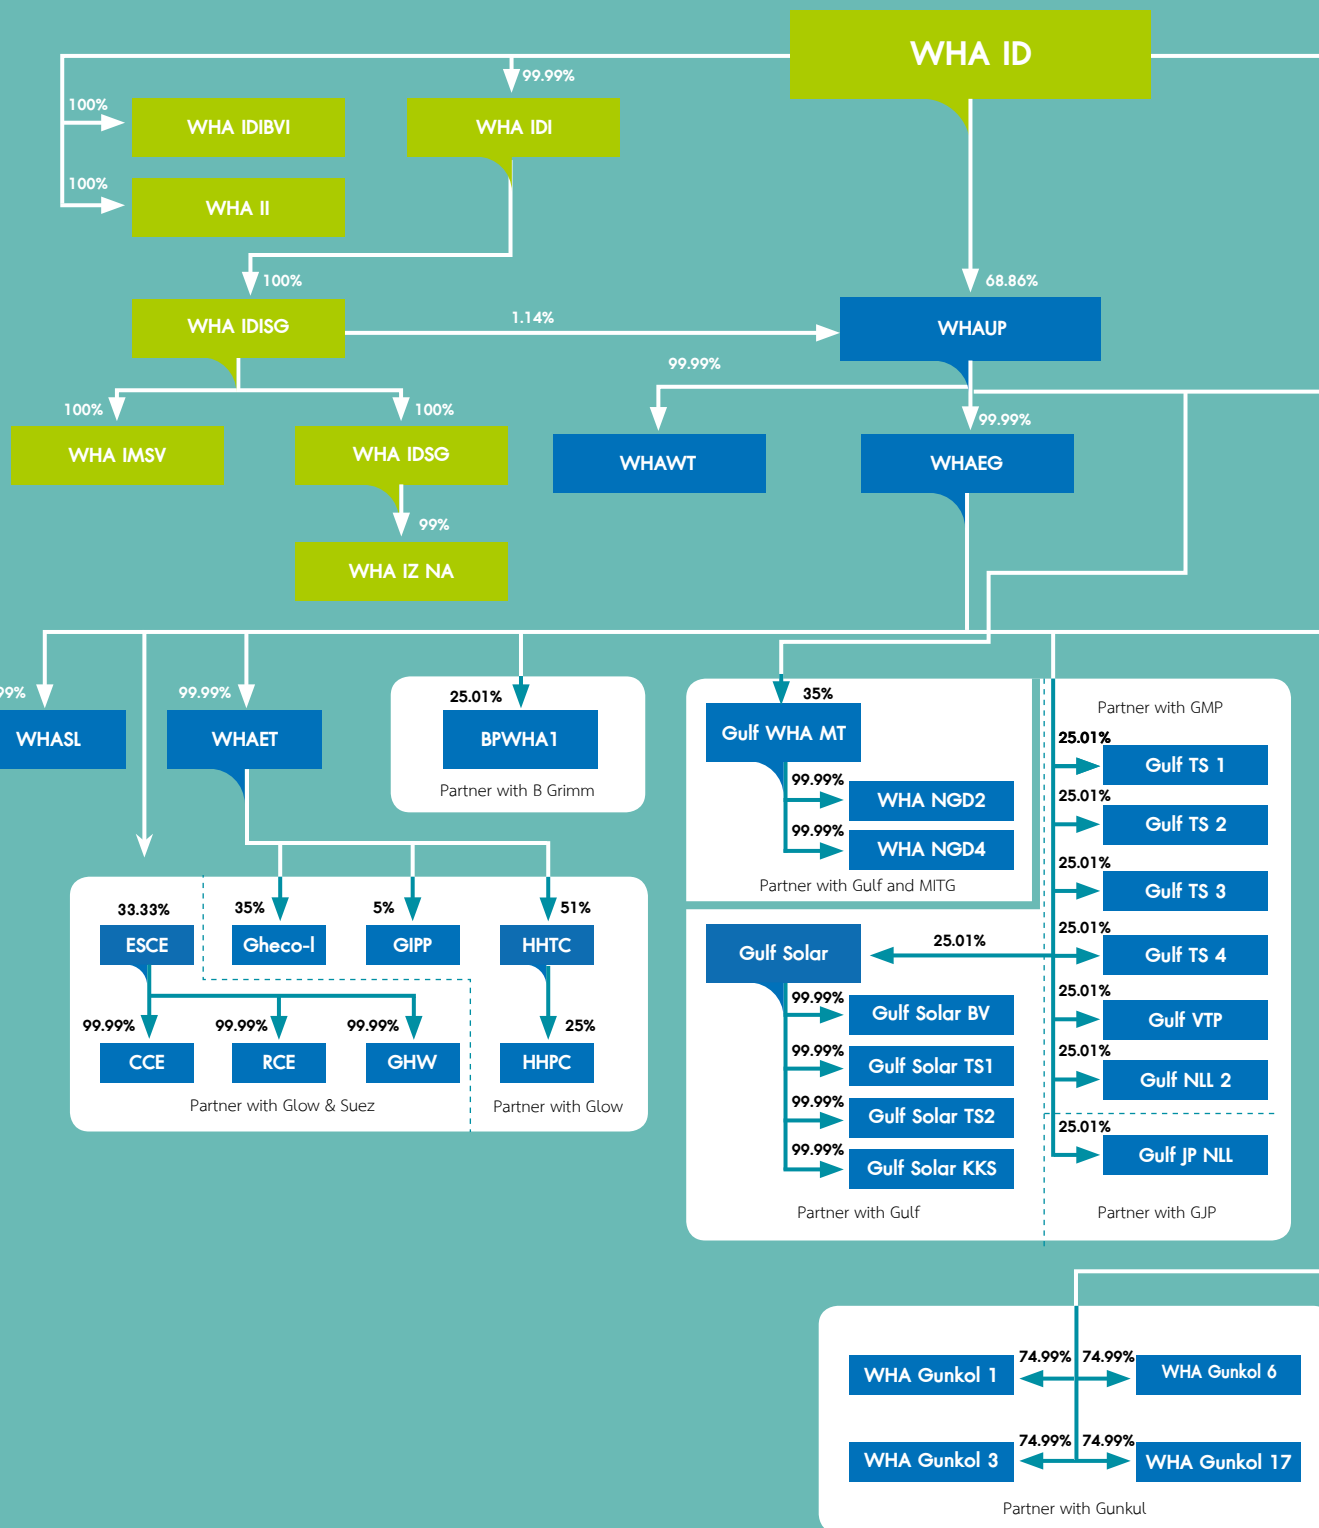 WHA ID
99.99%
100%
WHA IDIBVI
WHA IDI
100%
WHA II
100%
68.86%
WHA IDISG
1.14%
WHAUP
99.99%
100%
100%
99.99%
WHA IMSV
WHA IDSG
WHAWT
WHAEG
99%
WHA IZ NA
99%
99.99%
WHASL
WHAET
25.01%
BPWHA1
Partner with B Grimm
35%
Gulf WHA MT
99.99%
WHA NGD2
99.99%
WHA NGD4
Partner with Gulf and MITG
Partner with GMP
25.01%
Gulf TS 1
25.01%
Gulf TS 2
25.01%
Gulf TS 3
25.01%
Gulf TS 4
25.01%
Gulf VTP
25.01%
Gulf NLL 2
25.01%
Gulf JP NLL
Partner with GJP
33.33%
35%
5%
51%
ESCE
Gheco-I
GIPP
HHTC
99.99%
99.99%
99.99%
25%
CCE
RCE
GHW
HHPC
Partner with Glow & Suez
Partner with Glow
Gulf Solar
25.01%
99.99%
Gulf Solar BV
99.99%
Gulf Solar TS1
99.99%
Gulf Solar TS2
99.99%
Gulf Solar KKS
Partner with Gulf
74.99%
74.99%
WHA Gunkol 1
WHA Gunkol 6
74.99%
74.99%
WHA Gunkol 3
WHA Gunkol 17
Partner with Gunkul